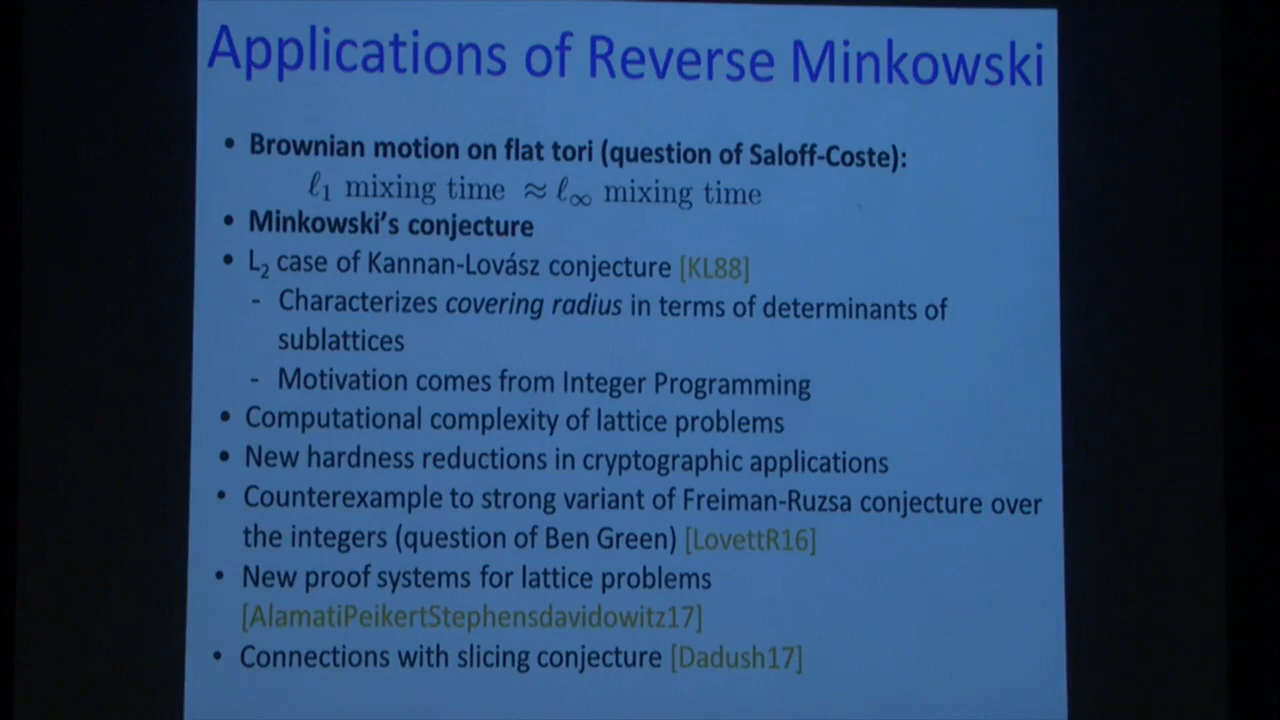 Applications of Reverse Minkowski
• Brownian motion on flat tori (question of Saloff-Coste):
ℓ₁ mixing time ≈ ℓ∞ mixing time
• Minkowski's conjecture
• L₂ case of Kannan-Lovász conjecture [KL88]
- Characterizes covering radius in terms of determinants of
sublattices
- Motivation comes from Integer Programming
• Computational complexity of lattice problems
• New hardness reductions in cryptographic applications
• Counterexample to strong variant of Freiman-Ruzsa conjecture over
the integers (question of Ben Green) [LovettR16]
• New proof systems for lattice problems
[AlamatiPeikertStephensdavidowitz17]
• Connections with slicing conjecture [Dadush17]